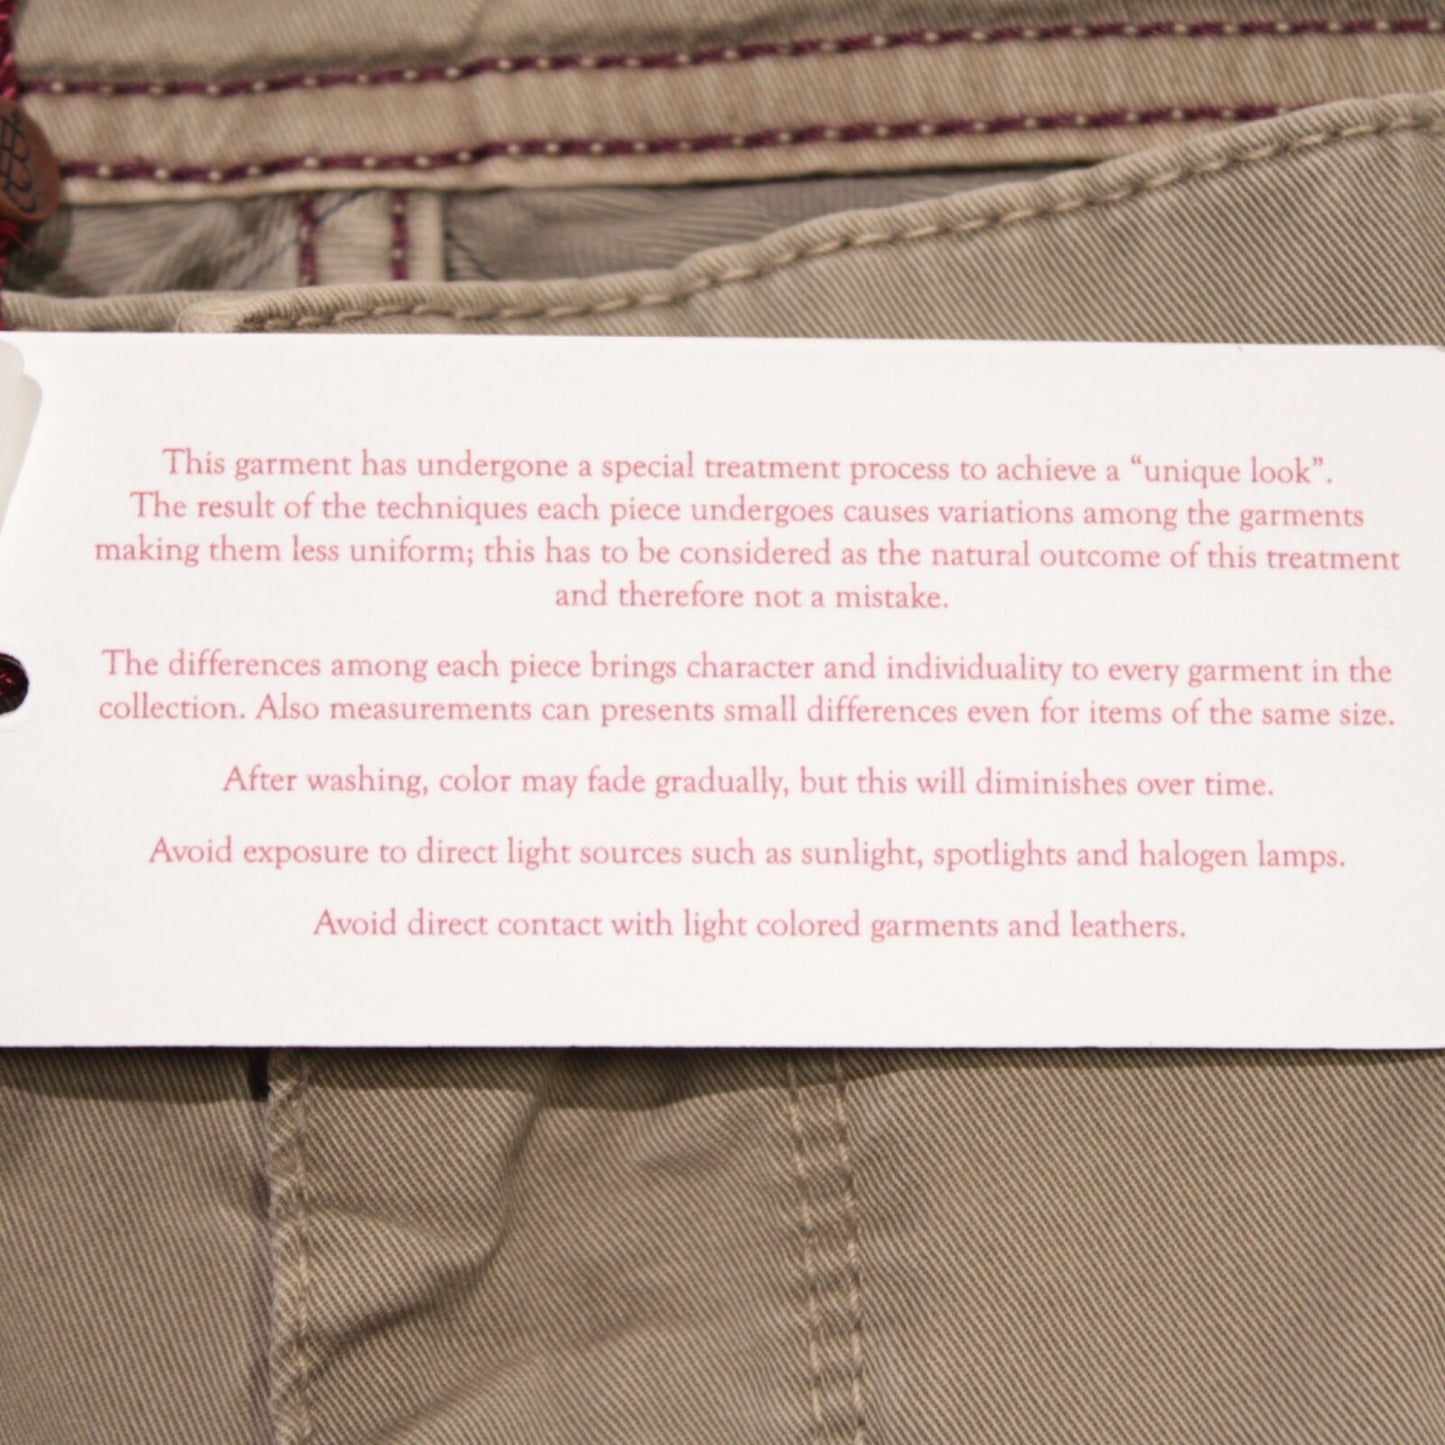 This garment has undergone a special treatment process to achieve a “unique look”.
The result of the techniques each piece undergoes causes variations among the garments
making them less uniform; this has to be considered as the natural outcome of this treatment
and therefore not a mistake.
The differences among each piece brings character and individuality to every garment in the
collection. Also measurements can presents small differences even for items of the same size.
After washing, color may fade gradually, but this will diminishes over time.
Avoid exposure to direct light sources such as sunlight, spotlights and halogen lamps.
Avoid direct contact with light colored garments and leathers.